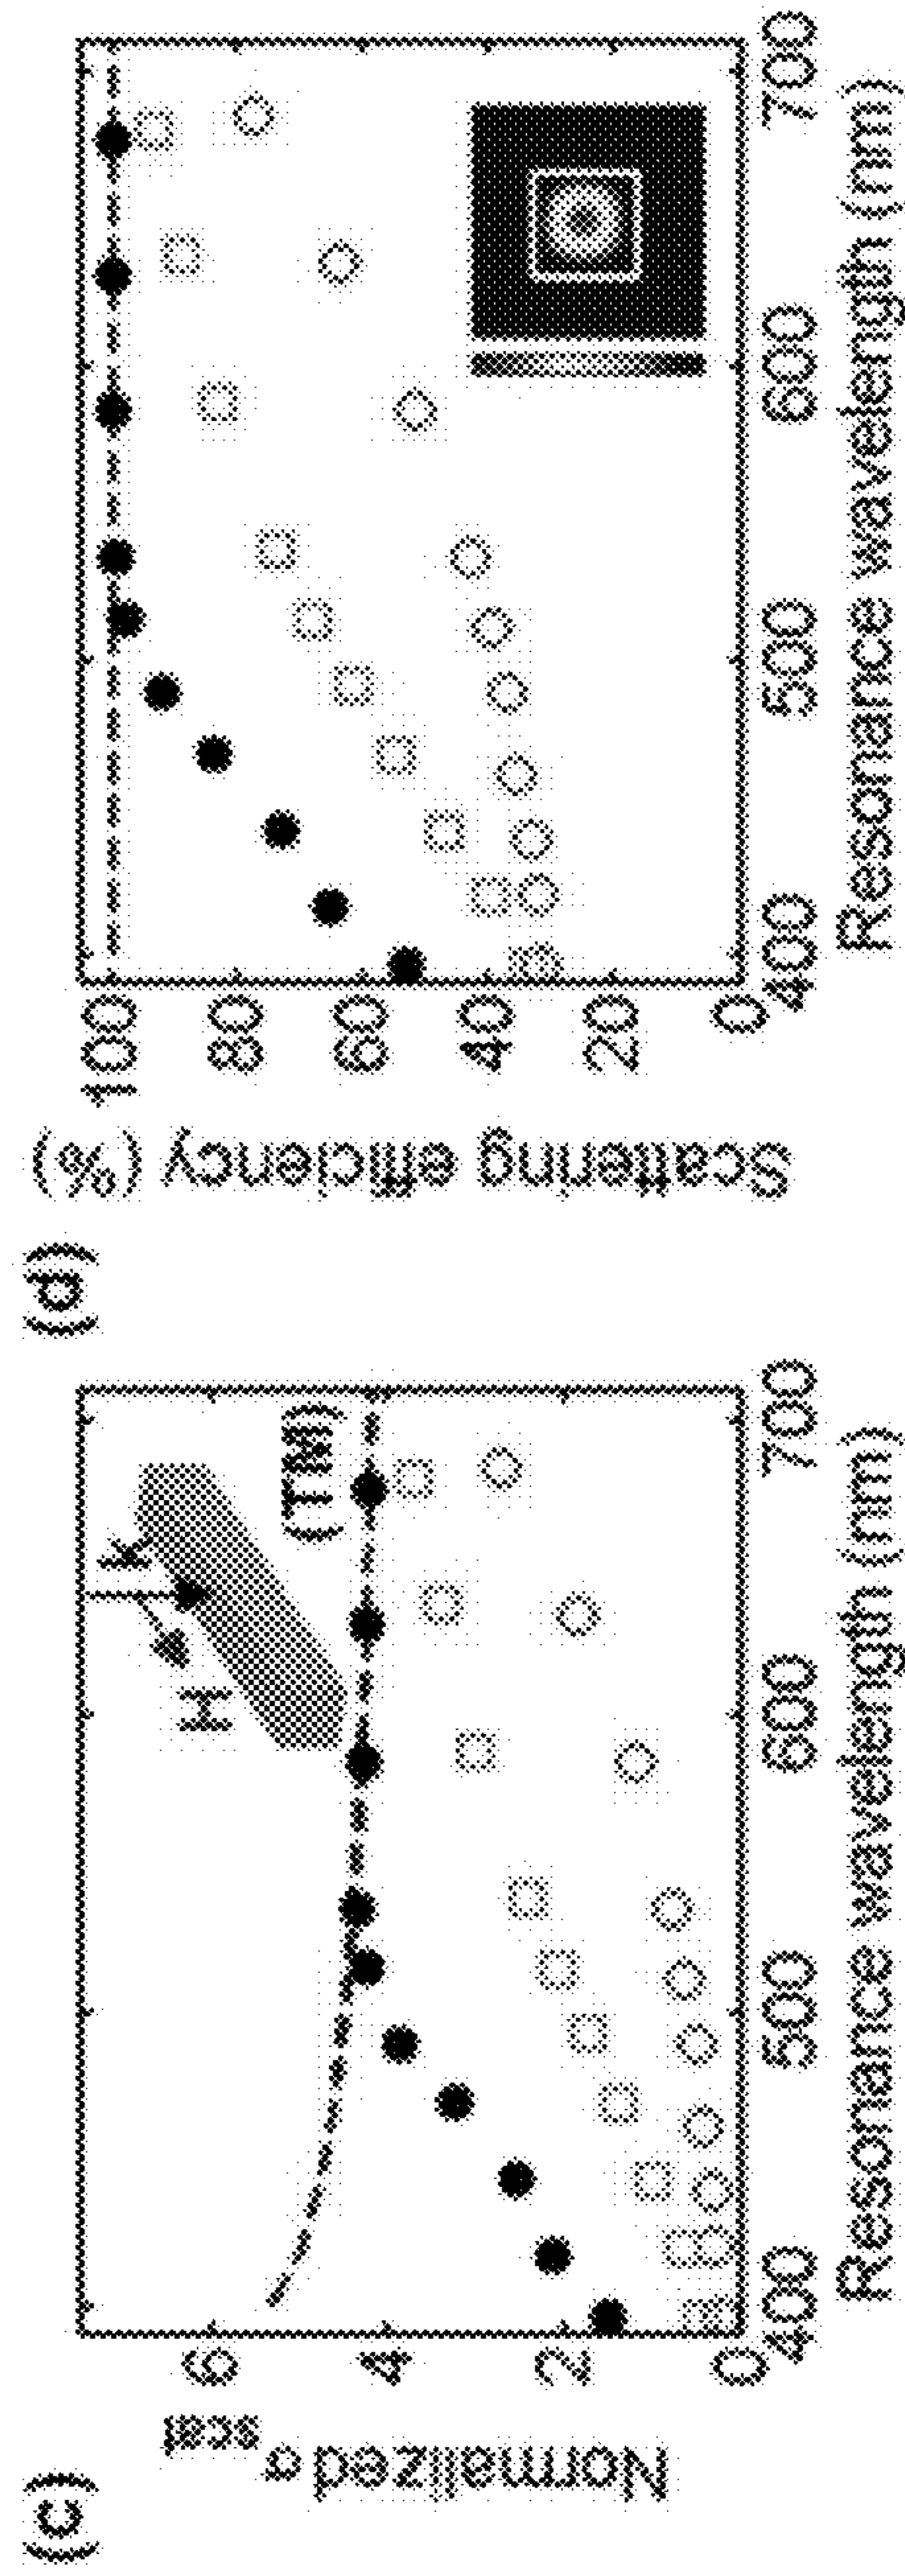 (c)
Normalized σscat
6
4
2
0
400
500
600
700
Resonance wavelength (nm)
k
H
(TM)
(d)
Scattering efficiency (%)
100
80
60
40
20
0
400
500
600
700
Resonance wavelength (nm)